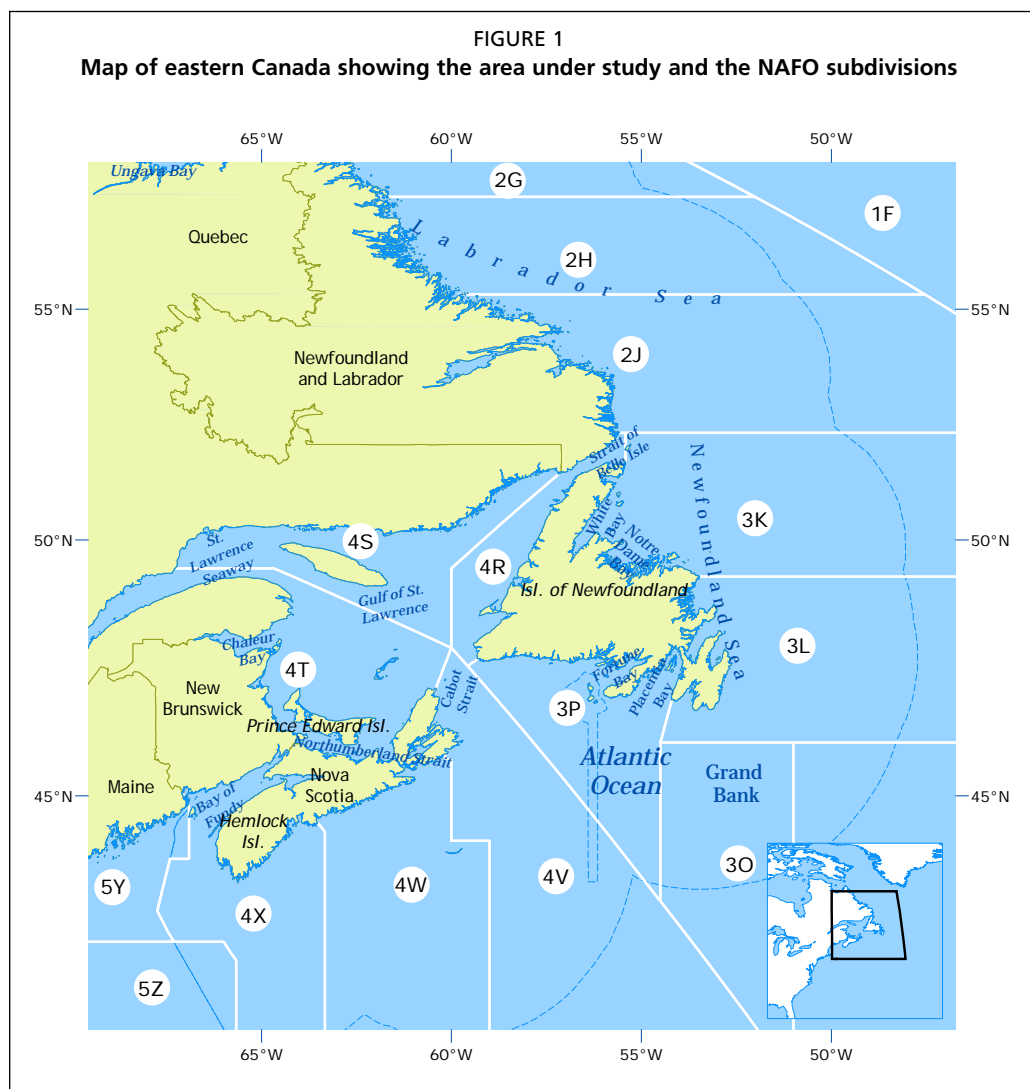 FIGURE 1
Map of eastern Canada showing the area under study and the NAFO subdivisions
65°W 60°W 55°W 50°W
Ungava Bay
2G
1F
Quebec
Labrador Sea
2H
55°N 55°N
2J
Newfoundland
and Labrador
Strait of
Belle Isle
Newfoundland Sea
White
Bay
3K
50°N 50°N
4S
St.
Lawrence
Seaway
Notre
Dame
Bay
4R
Isl. of Newfoundland
Gulf of St.
Lawrence
Chaleur
Bay
4T
3L
Fortune
Bay
Placentia
Bay
Cabot
Strait
New
Brunswick
3P
Prince Edward Isl.
Northumberland Strait
Atlantic
Ocean
Grand
Bank
Maine
Nova
Scotia
45°N 45°N
Bay of
Fundy
Hemlock
Isl.
5Y
4X
4W
4V
3O
5Z
65°W 60°W 55°W 50°W